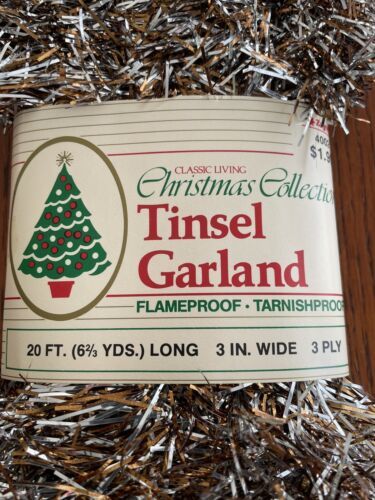 CLASSIC LIVING
Christmas Collection
Tinsel
Garland
FLAMEPROOF · TARNISHPROOF
20 FT. (6⅔ YDS.) LONG 3 IN. WIDE 3 PLY